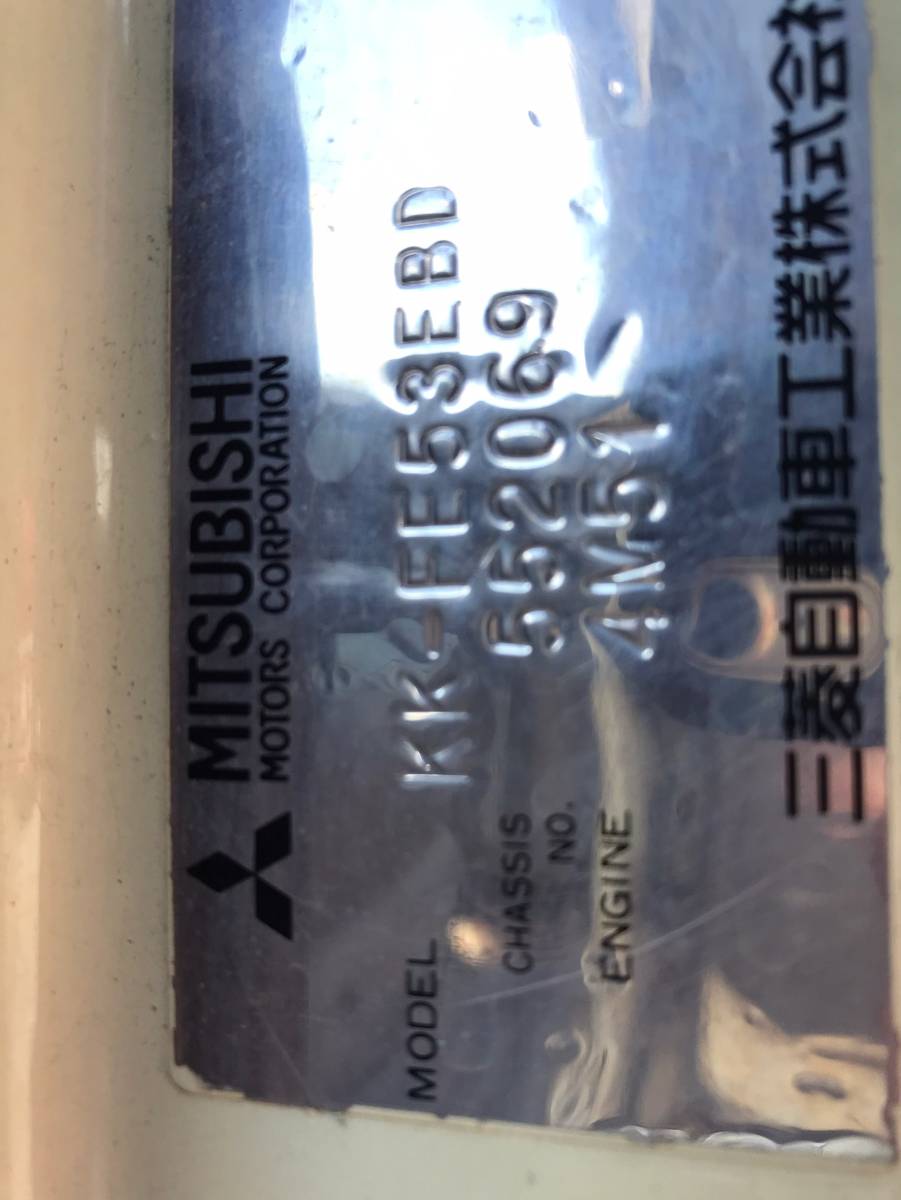 MITSUBISHI
MOTORS CORPORATION
MODEL KK-FE53EBD
CHASSIS NO. 552069
ENGINE 4M51
三菱自動車工業株式会社